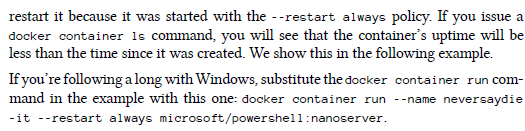 restart it because it was started with the --restart always policy. If you issue a
docker container ls command, you will see that the container's uptime will be
less than the time since it was created. We show this in the following example.
If you're following a long with Windows, substitute the docker container run com-
mand in the example with this one: docker container run --name neversaydie
-it --restart always microsoft/powershell:nanoserver.